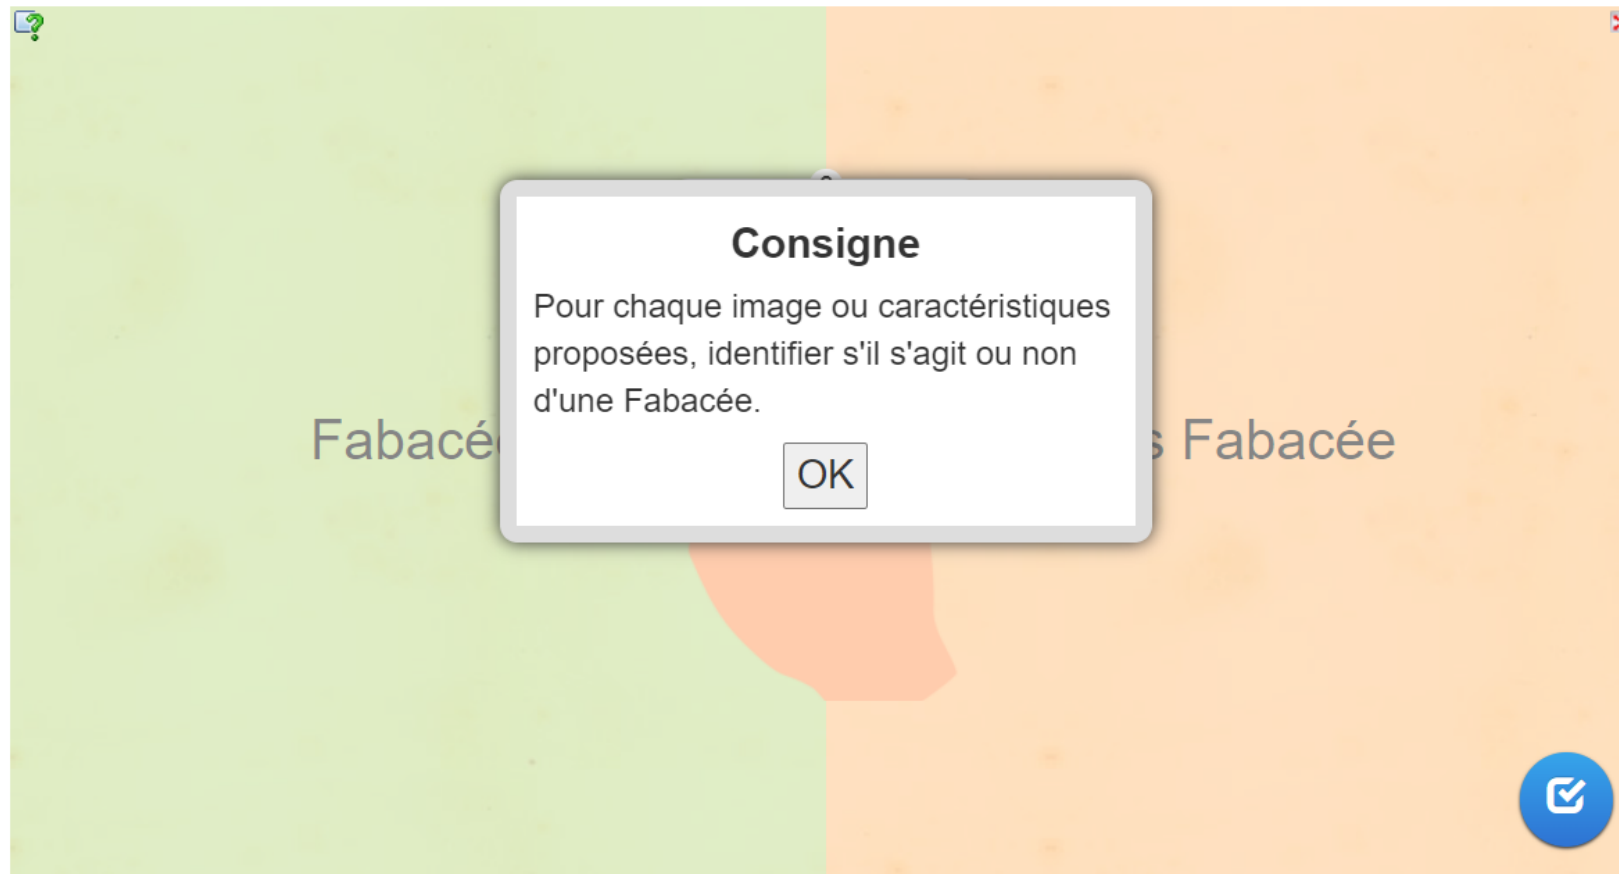 Consigne
Pour chaque image ou caractéristiques
proposées, identifier s'il s'agit ou non
d'une Fabacée.
OK
Fabacé
s Fabacée